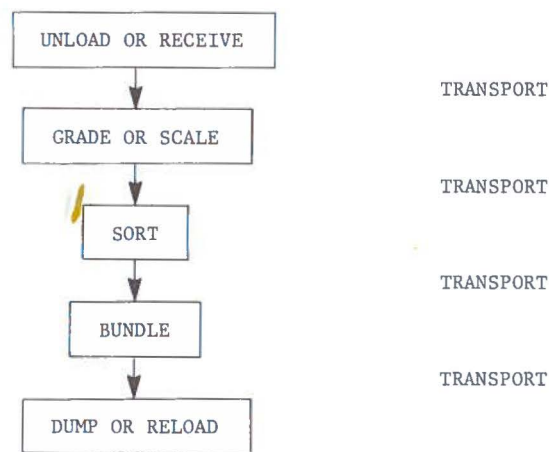 UNLOAD OR RECEIVE
TRANSPORT
GRADE OR SCALE
TRANSPORT
SORT
TRANSPORT
BUNDLE
TRANSPORT
DUMP OR RELOAD